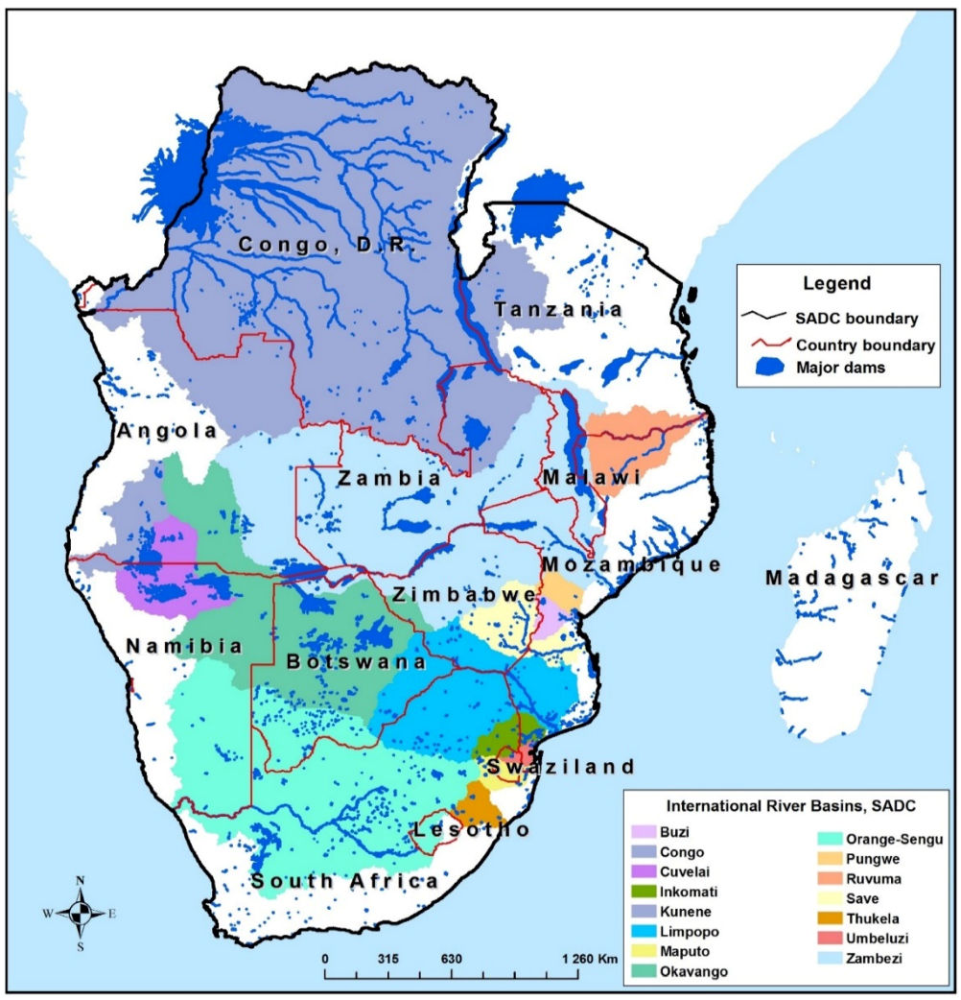 Congo, D.R.
Tanzania
Angola
Zambia
Malawi
Mozambique
Zimbabwe
Madagascar
Namibia
Botswana
Swaziland
Lesotho
South Africa
Legend
SADC boundary
Country boundary
Major dams
International River Basins, SADC
Buzi
Congo
Cuvelai
Inkomati
Kunene
Limpopo
Maputo
Okavango
Orange-Sengu
Pungwe
Ruvuma
Save
Thukela
Umbeluzi
Zambezi
N
W E
S
0 315 630 1 260 Km